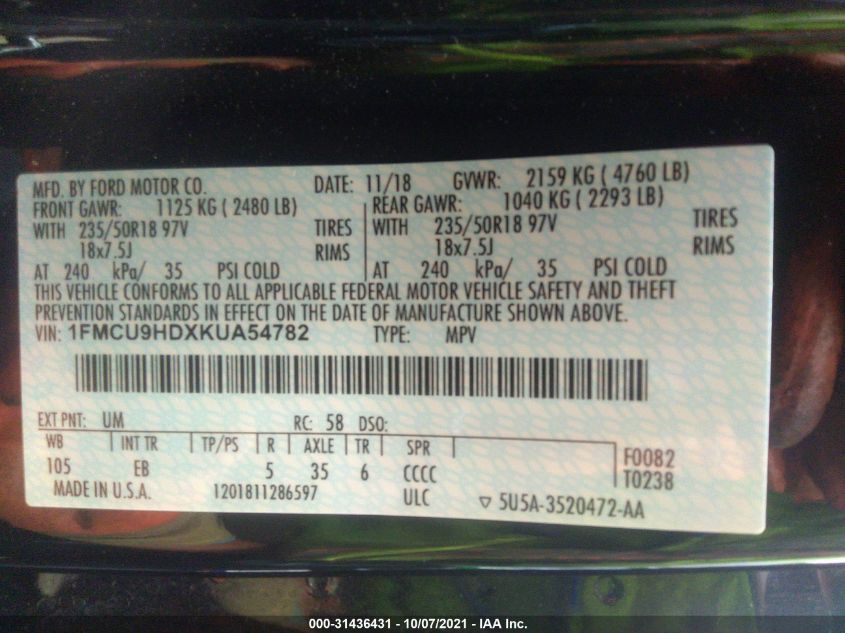 MFD. BY FORD MOTOR CO. DATE: 11/18 GVWR: 2159 KG ( 4760 LB)
FRONT GAWR: 1125 KG ( 2480 LB) REAR GAWR: 1040 KG ( 2293 LB)
WITH 235/50R18 97V TIRES WITH 235/50R18 97V TIRES
18x7.5J RIMS 18x7.5J RIMS
AT 240 kPa/ 35 PSI COLD AT 240 kPa/ 35 PSI COLD
THIS VEHICLE CONFORMS TO ALL APPLICABLE FEDERAL MOTOR VEHICLE SAFETY AND THEFT
PREVENTION STANDARDS IN EFFECT ON THE DATE OF MANUFACTURE SHOWN ABOVE.
VIN: 1FMCU9HDXKUA54782 TYPE: MPV
EXT PNT: UM RC: 58 DSO:
WB INT TR TP/PS R AXLE TR SPR F0082
105 EB 5 35 6 CCCC T0238
MADE IN U.S.A. 1201811286597 ULC ▽ 5U5A-3520472-AA
000-31436431 - 10/07/2021 - IAA Inc.